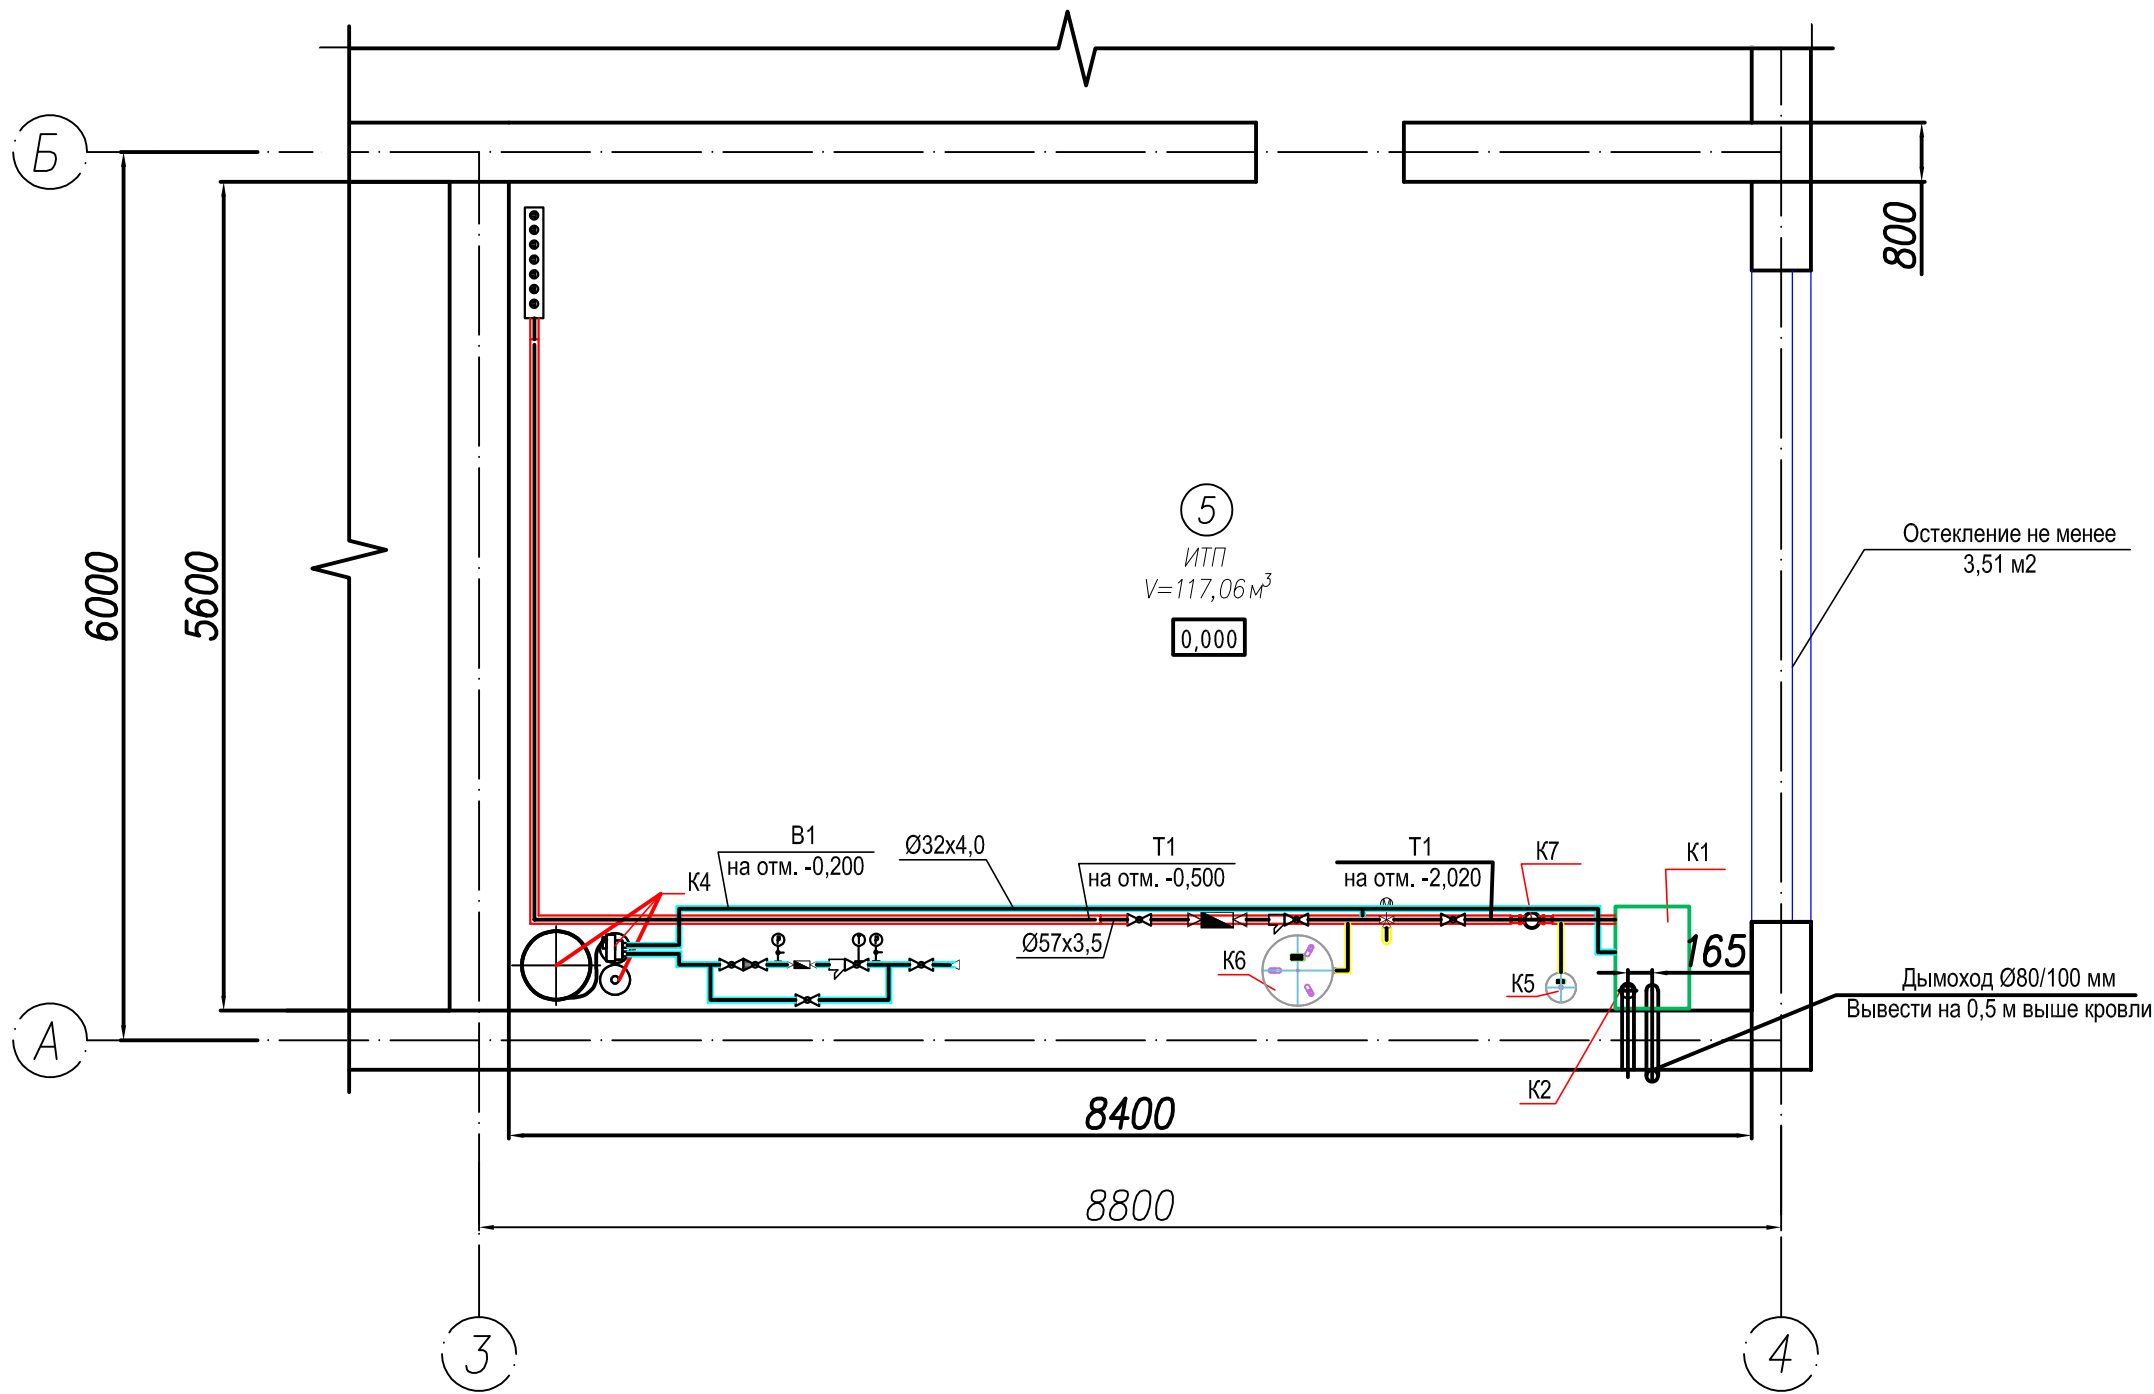 Б
800
6000
5600
5
ИТП
V=117,06 м³
0,000
Остекление не менее
3,51 м2
В1
на отм. -0,200
Ø32х4,0
Т1
на отм. -0,500
Т1
на отм. -2,020
К7
К1
К4
Ø57х3,5
К6
К5
165
Дымоход Ø80/100 мм
Вывести на 0,5 м выше кровли
А
К2
8400
8800
3
4